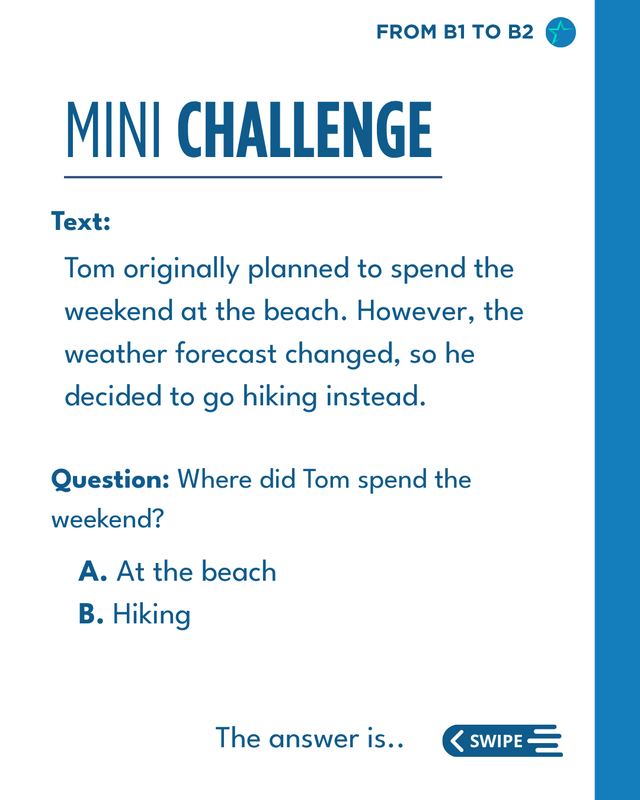 FROM B1 TO B2
MINI CHALLENGE
Text:
Tom originally planned to spend the
weekend at the beach. However, the
weather forecast changed, so he
decided to go hiking instead.
Question: Where did Tom spend the
weekend?
A. At the beach
B. Hiking
The answer is..
SWIPE